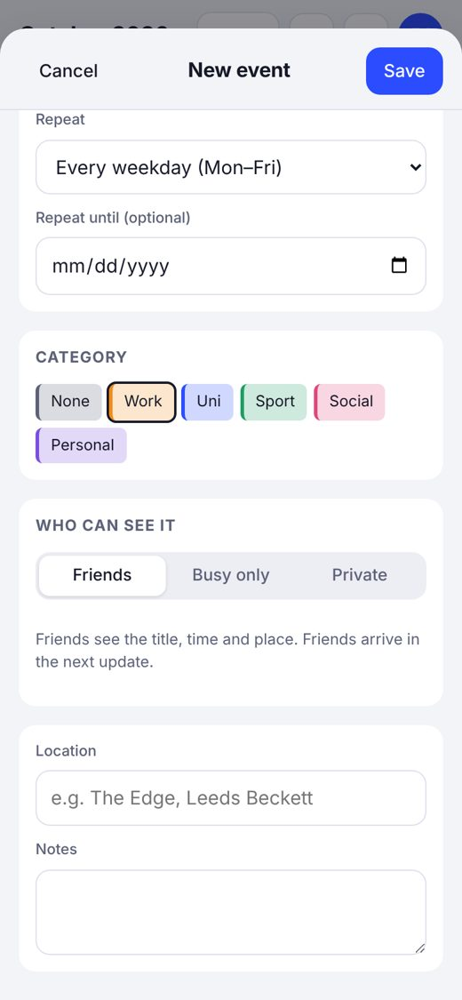 Cancel
New event
Save
Repeat
Every weekday (Mon–Fri)
Repeat until (optional)
mm/dd/yyyy
CATEGORY
None
Work
Uni
Sport
Social
Personal
WHO CAN SEE IT
Friends
Busy only
Private
Friends see the title, time and place. Friends arrive in
the next update.
Location
e.g. The Edge, Leeds Beckett
Notes